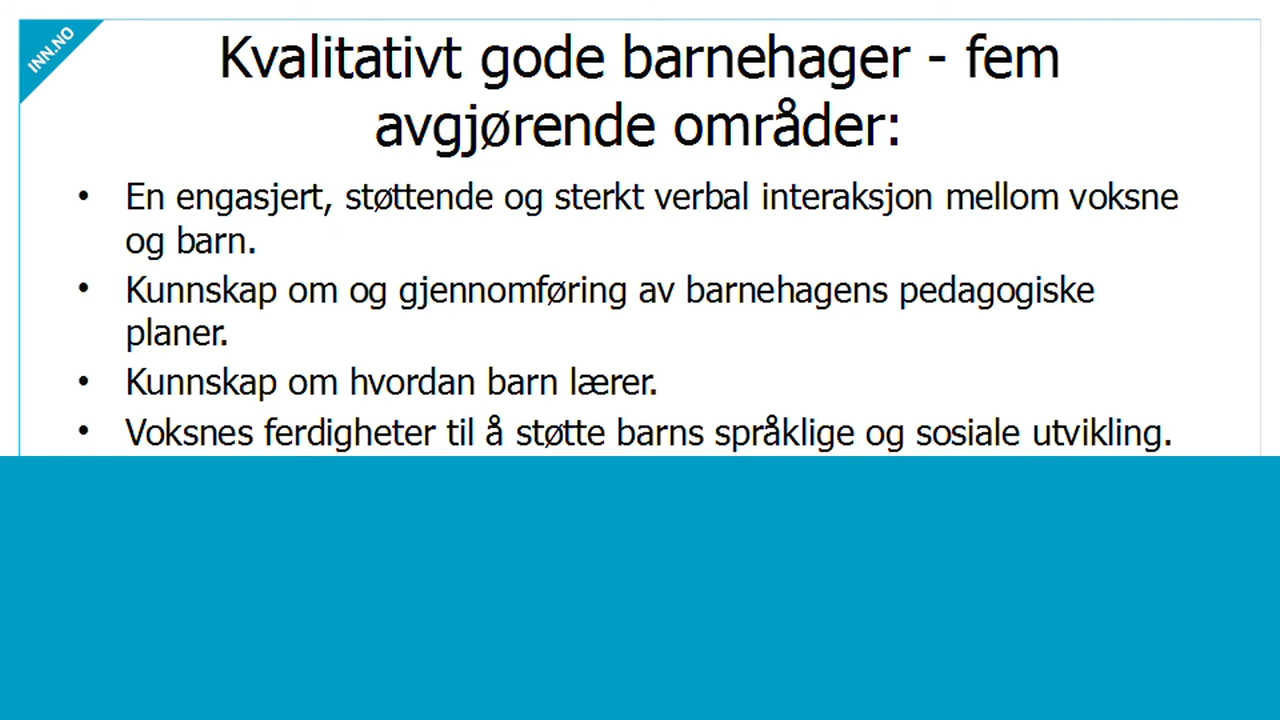 INN.NO
Kvalitativt gode barnehager - fem
avgjørende områder:
• En engasjert, støttende og sterkt verbal interaksjon mellom voksne
og barn.
• Kunnskap om og gjennomføring av barnehagens pedagogiske
planer.
• Kunnskap om hvordan barn lærer.
• Voksnes ferdigheter til å støtte barns språklige og sosiale utvikling.